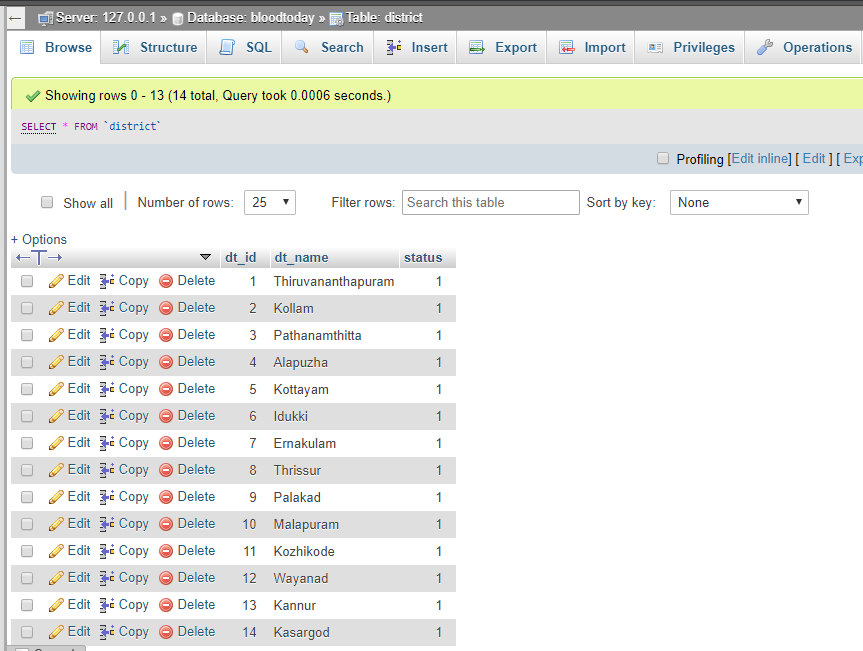 Server: 127.0.0.1 » Database: bloodtoday » Table: district
Browse Structure SQL Search Insert Export Import Privileges Operations
Showing rows 0 - 13 (14 total, Query took 0.0006 seconds.)
SELECT * FROM `district`
Profiling [Edit inline] [ Edit ] [ Exp
Show all | Number of rows: 25 Filter rows: Search this table Sort by key: None
+ Options
←T→ dt_id dt_name status
Edit Copy Delete 1 Thiruvananthapuram 1
Edit Copy Delete 2 Kollam 1
Edit Copy Delete 3 Pathanamthitta 1
Edit Copy Delete 4 Alapuzha 1
Edit Copy Delete 5 Kottayam 1
Edit Copy Delete 6 Idukki 1
Edit Copy Delete 7 Ernakulam 1
Edit Copy Delete 8 Thrissur 1
Edit Copy Delete 9 Palakad 1
Edit Copy Delete 10 Malapuram 1
Edit Copy Delete 11 Kozhikode 1
Edit Copy Delete 12 Wayanad 1
Edit Copy Delete 13 Kannur 1
Edit Copy Delete 14 Kasargod 1